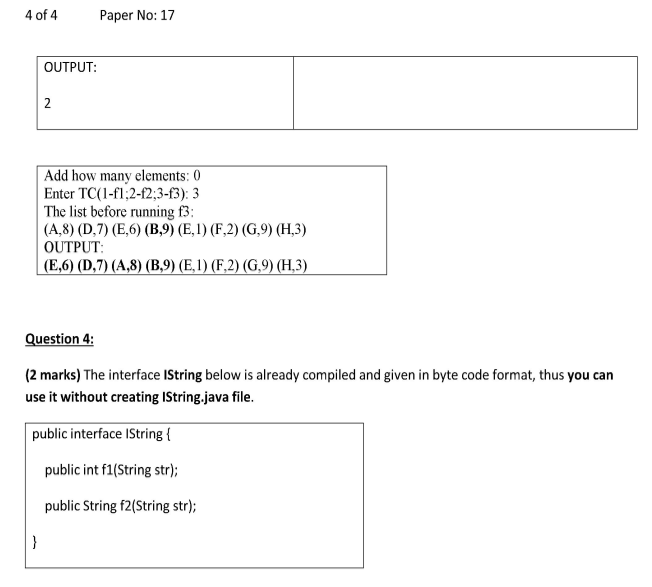 4 of 4 Paper No: 17
OUTPUT:
2
Add how many elements: 0
Enter TC(1-f1;2-f2;3-f3): 3
The list before running f3:
(A,8) (D,7) (E,6) (B,9) (E,1) (F,2) (G,9) (H,3)
OUTPUT:
(E,6) (D,7) (A,8) (B,9) (E,1) (F,2) (G,9) (H,3)
Question 4:
(2 marks) The interface IString below is already compiled and given in byte code format, thus you can
use it without creating IString.java file.
public interface IString {
public int f1(String str);
public String f2(String str);
}